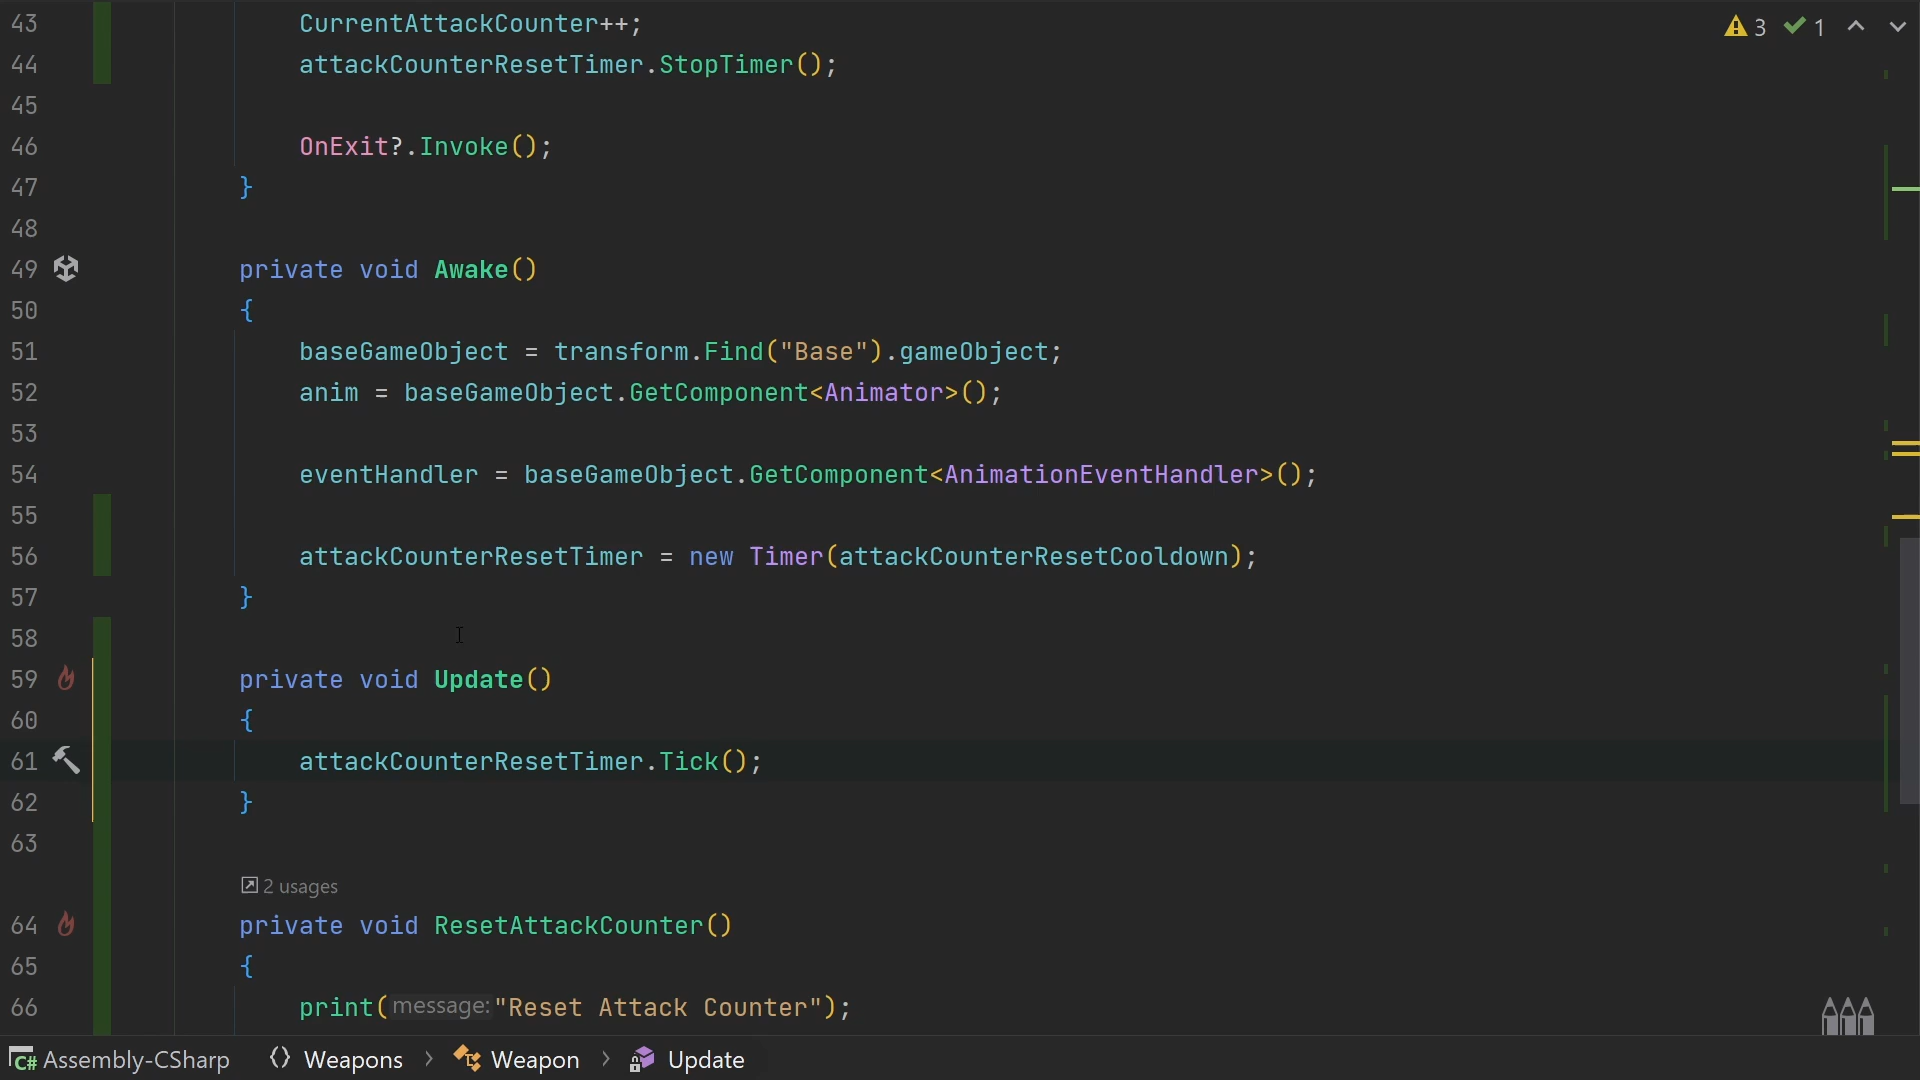 43 CurrentAttackCounter++;
44 attackCounterResetTimer.StopTimer();
45
46 OnExit?.Invoke();
47 }
48
49 private void Awake()
50 {
51 baseGameObject = transform.Find("Base").gameObject;
52 anim = baseGameObject.GetComponent<Animator>();
53
54 eventHandler = baseGameObject.GetComponent<AnimationEventHandler>();
55
56 attackCounterResetTimer = new Timer(attackCounterResetCooldown);
57 }
58
59 private void Update()
60 {
61 attackCounterResetTimer.Tick();
62 }
63
2 usages
64 private void ResetAttackCounter()
65 {
66 print(message:"Reset Attack Counter");
3 1
C# Assembly-CSharp {} Weapons > Weapon > Update